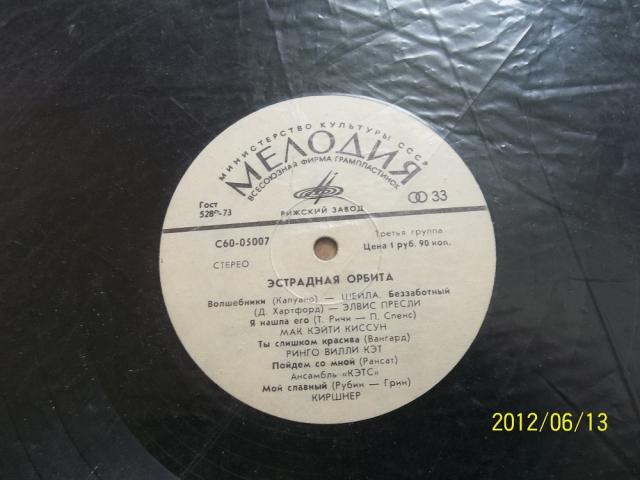 МИНИСТЕРСТВО КУЛЬТУРЫ СССР
МЕЛОДИЯ
ВСЕСОЮЗНАЯ ФИРМА ГРАМПЛАСТИНОК
Гост
5289-73
РИЖСКИЙ ЗАВОД
33
С60-05007
Третья группа
Цена 1 руб. 90 коп.
СТЕРЕО
ЭСТРАДНАЯ ОРБИТА
Волшебники (Капуано) — ШЕЙЛА. Беззаботный
(Д. Хартфорд) — ЭЛВИС ПРЕСЛИ
Я нашла его (Т. Ричи — П. Спенс)
МАК КЭЙТИ КИССУН
Ты слишком красива (Вангард)
РИНГО ВИЛЛИ КЭТ
Пойдем со мной (Рансат)
Ансамбль «КЭТС»
Мой славный (Рубин — Грин)
КИРШНЕР
2012/06/13